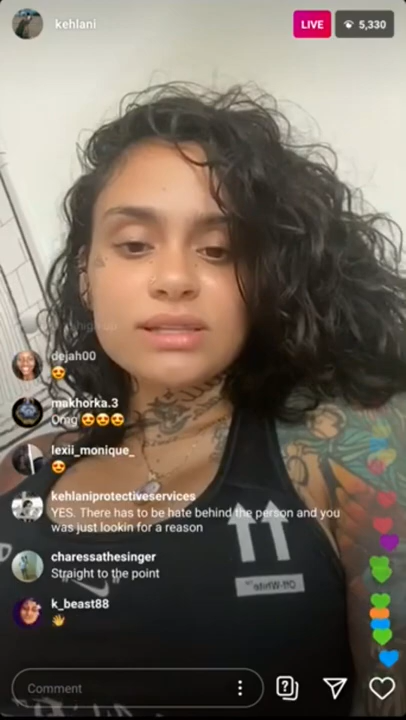 kehlani
LIVE
5,330
dejah00
makhorka.3
Omg
lexii_monique_
kehlaniprotectiveservices
YES. There has to be hate behind the person and you
was just lookin for a reason
charessathesinger
Straight to the point
Off-White
k_beast88
Comment